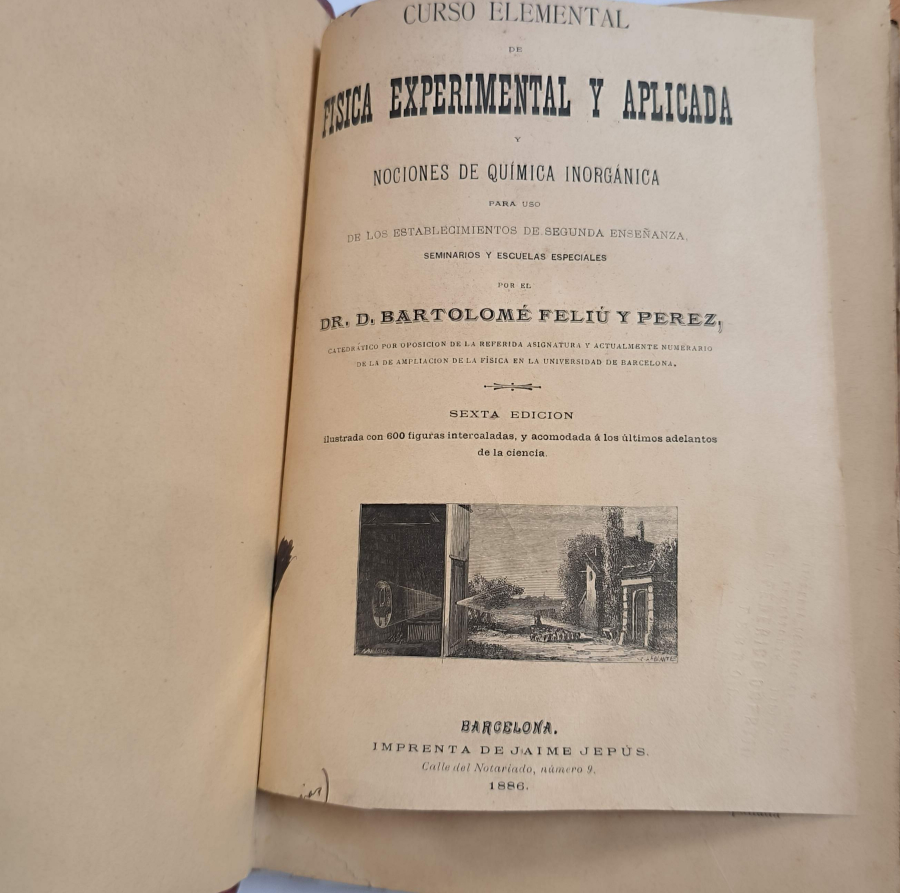 CURSO ELEMENTAL
DE
FISICA EXPERIMENTAL Y APLICADA
Y
NOCIONES DE QUÍMICA INORGÁNICA
PARA USO
DE LOS ESTABLECIMIENTOS DE SEGUNDA ENSEÑANZA,
SEMINARIOS Y ESCUELAS ESPECIALES
POR EL
DR. D. BARTOLOMÉ FELIÚ Y PEREZ,
CATEDRÁTICO POR OPOSICION DE LA REFERIDA ASIGNATURA Y ACTUALMENTE NUMERARIO
DE LA DE AMPLIACION DE LA FÍSICA EN LA UNIVERSIDAD DE BARCELONA.
SEXTA EDICION
ilustrada con 600 figuras intercaladas, y acomodada á los últimos adelantos
de la ciencia.
BARCELONA.
IMPRENTA DE JAIME JEPÚS.
Calle del Notariado, número 9.
1886.